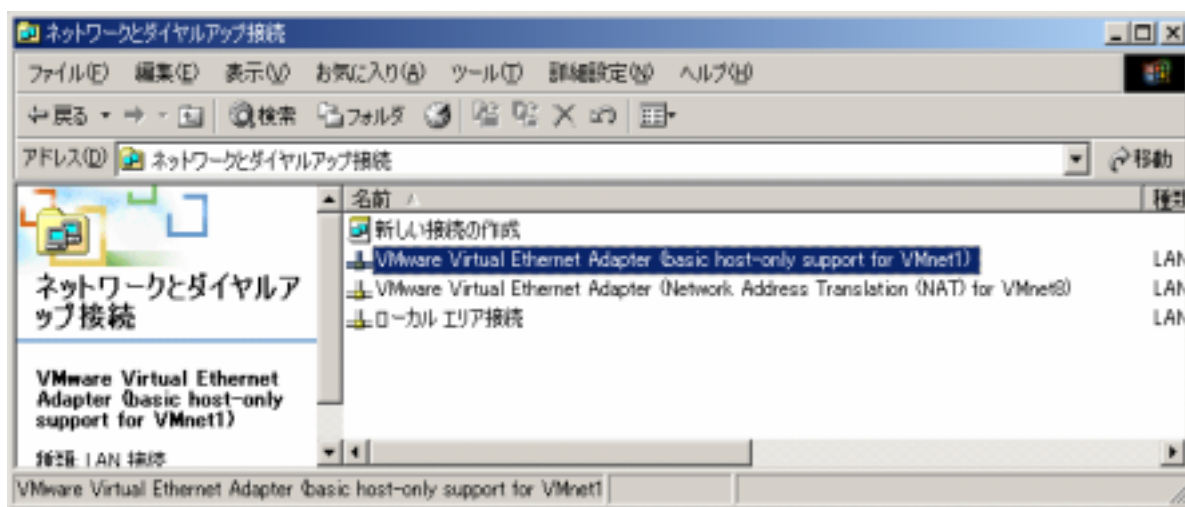 ネットワークとダイヤルアップ接続
ファイル(F) 編集(E) 表示(V) お気に入り(A) ツール(T) 詳細設定(N) ヘルプ(H)
戻る 検索 フォルダ
アドレス(D) ネットワークとダイヤルアップ接続 移動
名前 種類
新しい接続の作成
VMware Virtual Ethernet Adapter (basic host-only support for VMnet1) LAN
VMware Virtual Ethernet Adapter (Network Address Translation (NAT) for VMnet8) LAN
ローカル エリア接続 LAN
ネットワークとダイヤルア
ップ接続
VMware Virtual Ethernet
Adapter (basic host-only
support for VMnet1)
種類: LAN 接続
VMware Virtual Ethernet Adapter (basic host-only support for VMnet1